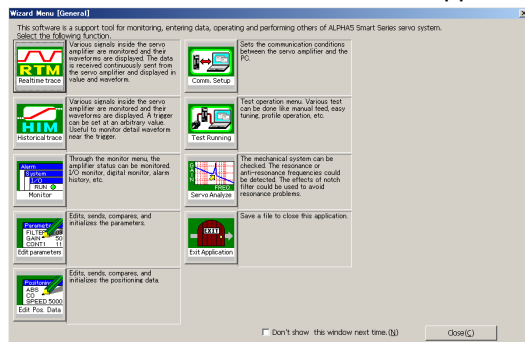 Wizard Menu [General]
This software is a support tool for monitoring, entering data, operating and performing others of ALPHA5 Smart Series servo system.
Select the following function.
RTM
Realtime trace
Various signals inside the servo
amplifier are monitored and their
waveforms are displayed. The data
is received continuously sent from
the servo amplifier and displayed in
value and waveform.
Comm. Setup
Sets the communication conditions
between the servo amplifier and the
PC.
HIM
Historical trace
Various signals inside the servo
amplifier are monitored and their
waveforms are displayed. A trigger
can be set at an arbitrary value.
Useful to monitor detail waveform
near the trigger.
Test Running
Test operation menu. Various test
can be done like manual feed, easy
tuning, profile operation, etc.
Alarm
System
I/O
RUN
Monitor
Through the monitor menu, the
amplifier status can be monitored.
I/O monitor, digital monitor, alarm
history, etc.
GAIN
FREQ
Servo Analyze
The mechanical system can be
checked. The resonance or
anti-resonance frequencies could
be detected. The effects of notch
filter could be used to avoid
resonance problems.
Paramete
FILTER
GAIN 50
CONT1 11
Edit parameters
Edits, sends, compares, and
initializes the parameters.
EXIT
Exit Application
Save a file to close this application.
Positioning
ABS
CO
SPEED 5000
Edit Pos. Data
Edits, sends, compares, and
initializes the positioning data.
Don't show this window next time.(N)
Close(C)